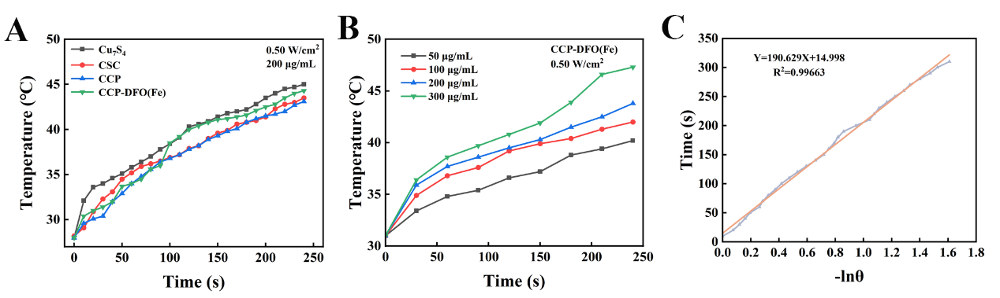 A
Temperature (℃)
50
45
40
35
30
Cu₇S₄
CSC
CCP
CCP-DFO(Fe)
0.50 W/cm²
200 μg/mL
0 50 100 150 200 250
Time (s)
B
Temperature (℃)
50
45
40
35
30
50 μg/mL
100 μg/mL
200 μg/mL
300 μg/mL
CCP-DFO(Fe)
0.50 W/cm²
0 50 100 150 200 250
Time (s)
C
Time (s)
350
300
250
200
150
100
50
0
Y=190.629X+14.998
R²=0.99663
0.0 0.2 0.4 0.6 0.8 1.0 1.2 1.4 1.6 1.8
-lnθ